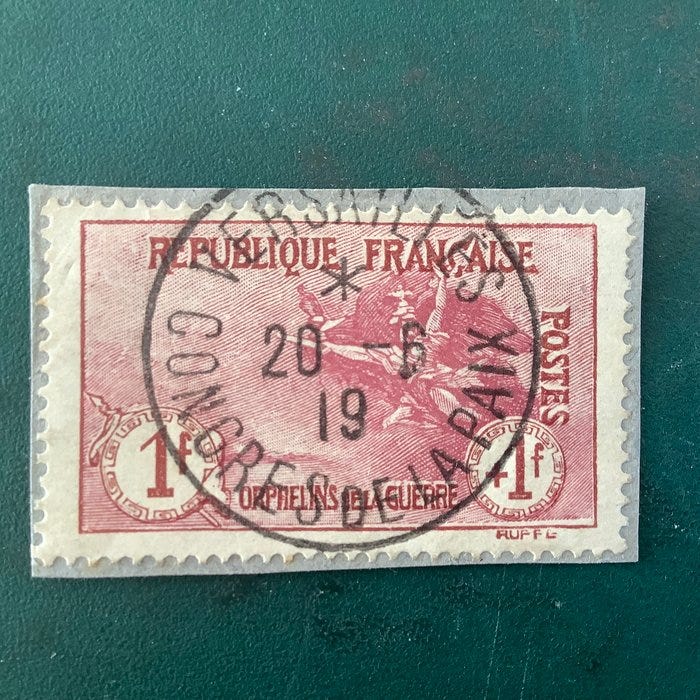 REPUBLIQUE FRANÇAISE
POSTES
1f
ORPHELINS DE LA GUERRE
+1f
RUFFE
VERSAILLES
*
20 -6
19
CONGRES DE LA PAIX